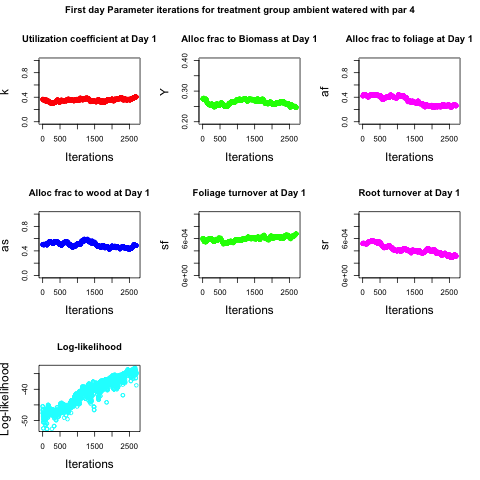 First day Parameter iterations for treatment group ambient watered with par 4
Utilization coefficient at Day 1
k
0.0 0.4 0.8
0 500 1500 2500
Iterations
Alloc frac to Biomass at Day 1
Y
0.20 0.30 0.40
0 500 1500 2500
Iterations
Alloc frac to foliage at Day 1
af
0.0 0.4 0.8
0 500 1500 2500
Iterations
Alloc frac to wood at Day 1
as
0.0 0.4 0.8
0 500 1500 2500
Iterations
Foliage turnover at Day 1
sf
0e+00 6e-04
0 500 1500 2500
Iterations
Root turnover at Day 1
sr
0e+00 6e-04
0 500 1500 2500
Iterations
Log-likelihood
Log-likelihood
-50 -40
0 500 1500 2500
Iterations